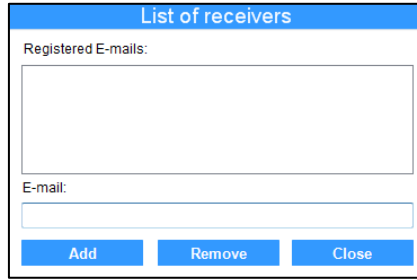 List of receivers
Registered E-mails:
E-mail:
Add Remove Close